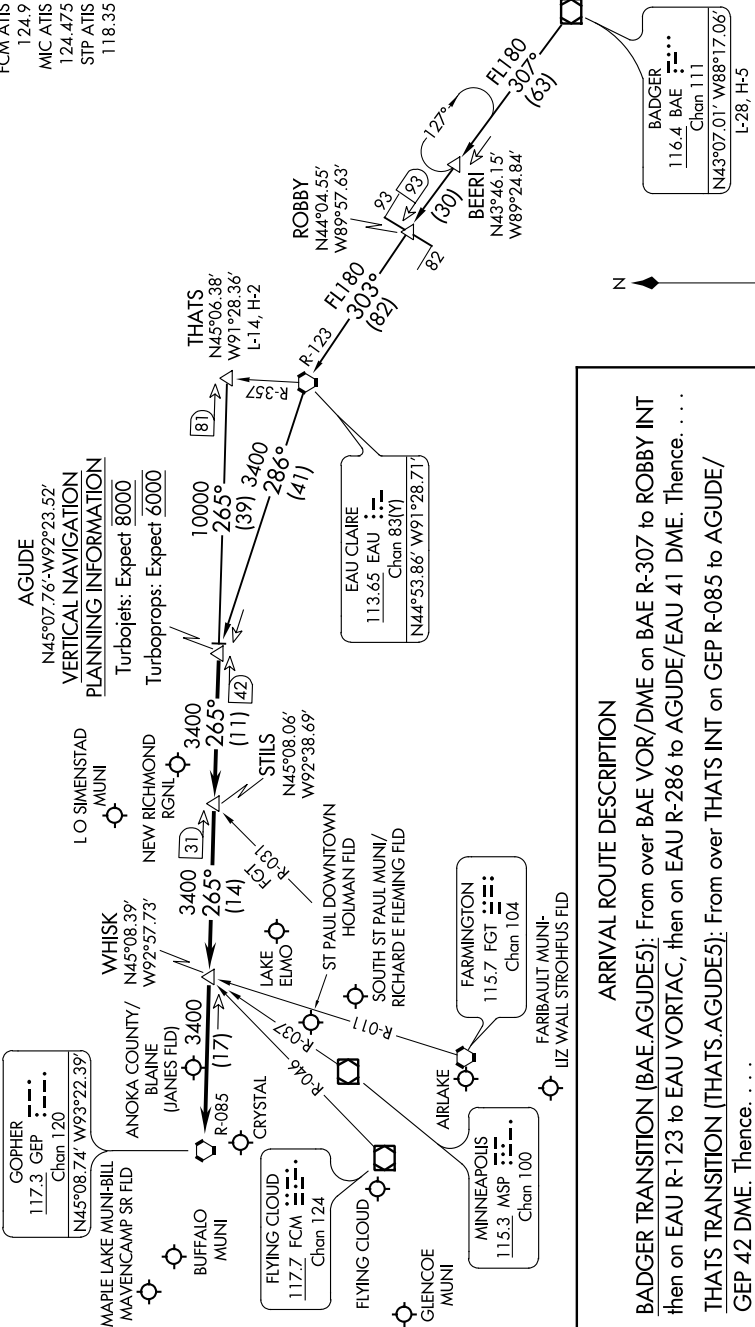 FCM ATIS
124.9
MIC ATIS
124.475
STP ATIS
118.35
GOPHER
117.3 GEP
Chan 120
N45°08.74' W93°22.39'
MAPLE LAKE MUNI-BILL
MAVENCAMP SR FLD
BUFFALO
MUNI
ANOKA COUNTY/
BLAINE
(JANES FLD)
CRYSTAL
R-085
3400
(17)
WHISK
N45°08.39'
W92°57.73'
L O SIMENSTAD
MUNI
NEW RICHMOND
RGNL
3400
265°
(14)
31
STILS
N45°08.06'
W92°38.69'
3400
265°
(11)
42
AGUDE
N45°07.76'-W92°23.52'
VERTICAL NAVIGATION
PLANNING INFORMATION
Turbojets: Expect 8000
Turboprops: Expect 6000
10000
265°
(39)
81
THATS
N45°06.38'
W91°28.36'
L-14, H-2
R-357
3400
286°
(41)
EAU CLAIRE
113.65 EAU
Chan 83(Y)
N44°53.86' W91°28.71'
R-123
FL180
303°
(82)
ROBBY
N44°04.55'
W89°57.63'
93
93
82
(30)
BEERI
N43°46.15'
W89°24.84'
127°
FL180
307°
(63)
BADGER
116.4 BAE
Chan 111
N43°07.01' W88°17.06'
L-28, H-5
N
FGT
R-031
LAKE
ELMO
ST PAUL DOWNTOWN
HOLMAN FLD
SOUTH ST PAUL MUNI/
RICHARD E FLEMING FLD
R-011
R-037
R-046
FLYING CLOUD
117.7 FCM
Chan 124
FLYING CLOUD
GLENCOE
MUNI
MINNEAPOLIS
115.3 MSP
Chan 100
AIRLAKE
FARMINGTON
115.7 FGT
Chan 104
FARIBAULT MUNI-
LIZ WALL STROHFUS FLD
ARRIVAL ROUTE DESCRIPTION
BADGER TRANSITION (BAE.AGUDE5): From over BAE VOR/DME on BAE R-307 to ROBBY INT
then on EAU R-123 to EAU VORTAC, then on EAU R-286 to AGUDE/EAU 41 DME. Thence. . . .
THATS TRANSITION (THATS.AGUDE5): From over THATS INT on GEP R-085 to AGUDE/
GEP 42 DME. Thence. . . .